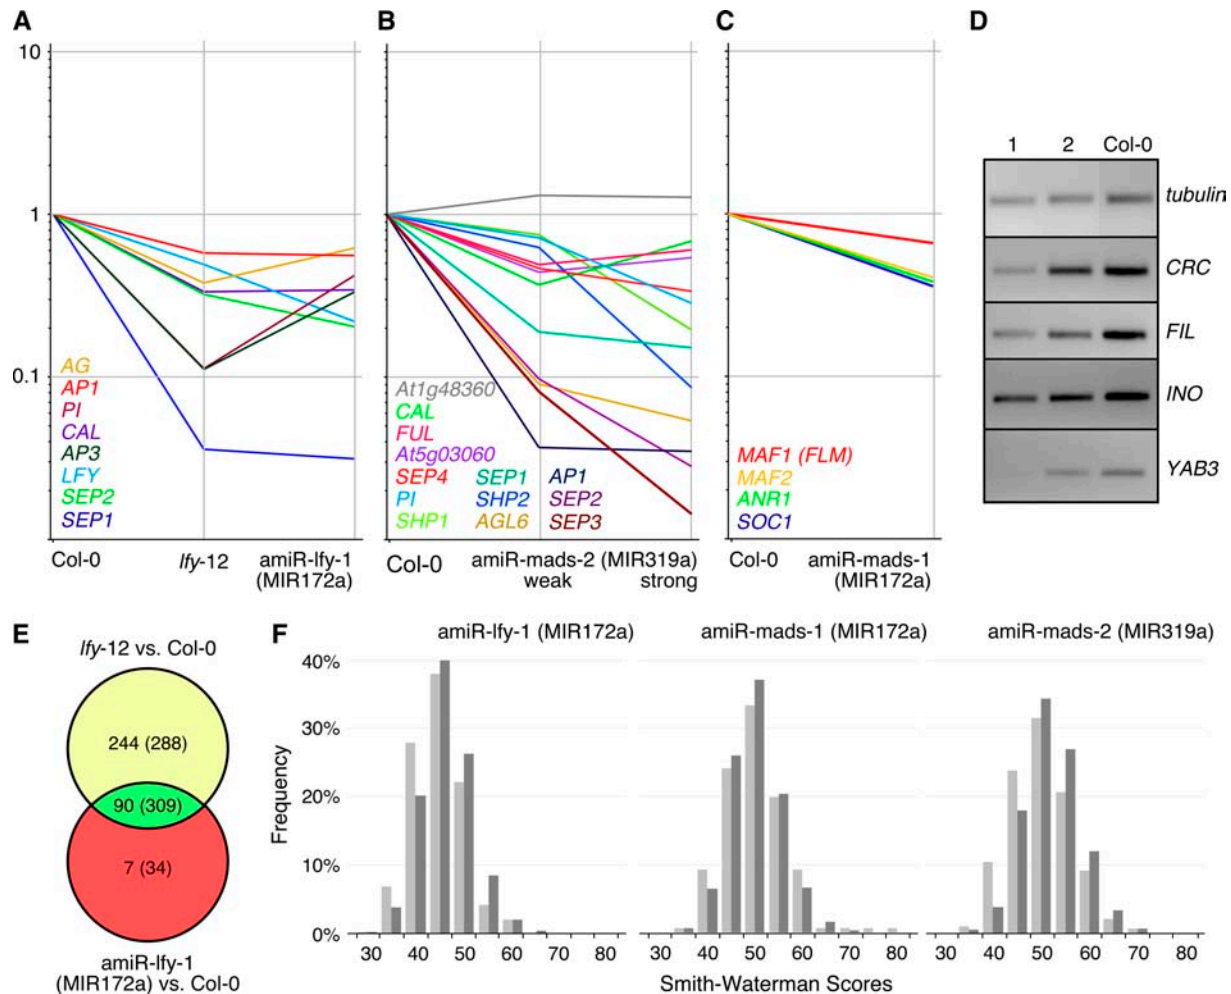 A
B
C
D
10
1
0.1
AG
AP1
PI
CAL
AP3
LFY
SEP2
SEP1
Col-0
lfy-12
amiR-lfy-1
(MIR172a)
At1g48360
CAL
FUL
At5g03060
SEP4 SEP1 AP1
PI SHP2 SEP2
SHP1 AGL6 SEP3
Col-0
amiR-mads-2 (MIR319a)
weak strong
MAF1 (FLM)
MAF2
ANR1
SOC1
Col-0
amiR-mads-1
(MIR172a)
1 2 Col-0
tubulin
CRC
FIL
INO
YAB3
E
lfy-12 vs. Col-0
244 (288)
90 (309)
7 (34)
amiR-lfy-1
(MIR172a) vs. Col-0
F
amiR-lfy-1 (MIR172a)
amiR-mads-1 (MIR172a)
amiR-mads-2 (MIR319a)
Frequency
40%
30%
20%
10%
0%
30 40 50 60 70 80
30 40 50 60 70 80
30 40 50 60 70 80
Smith-Waterman Scores